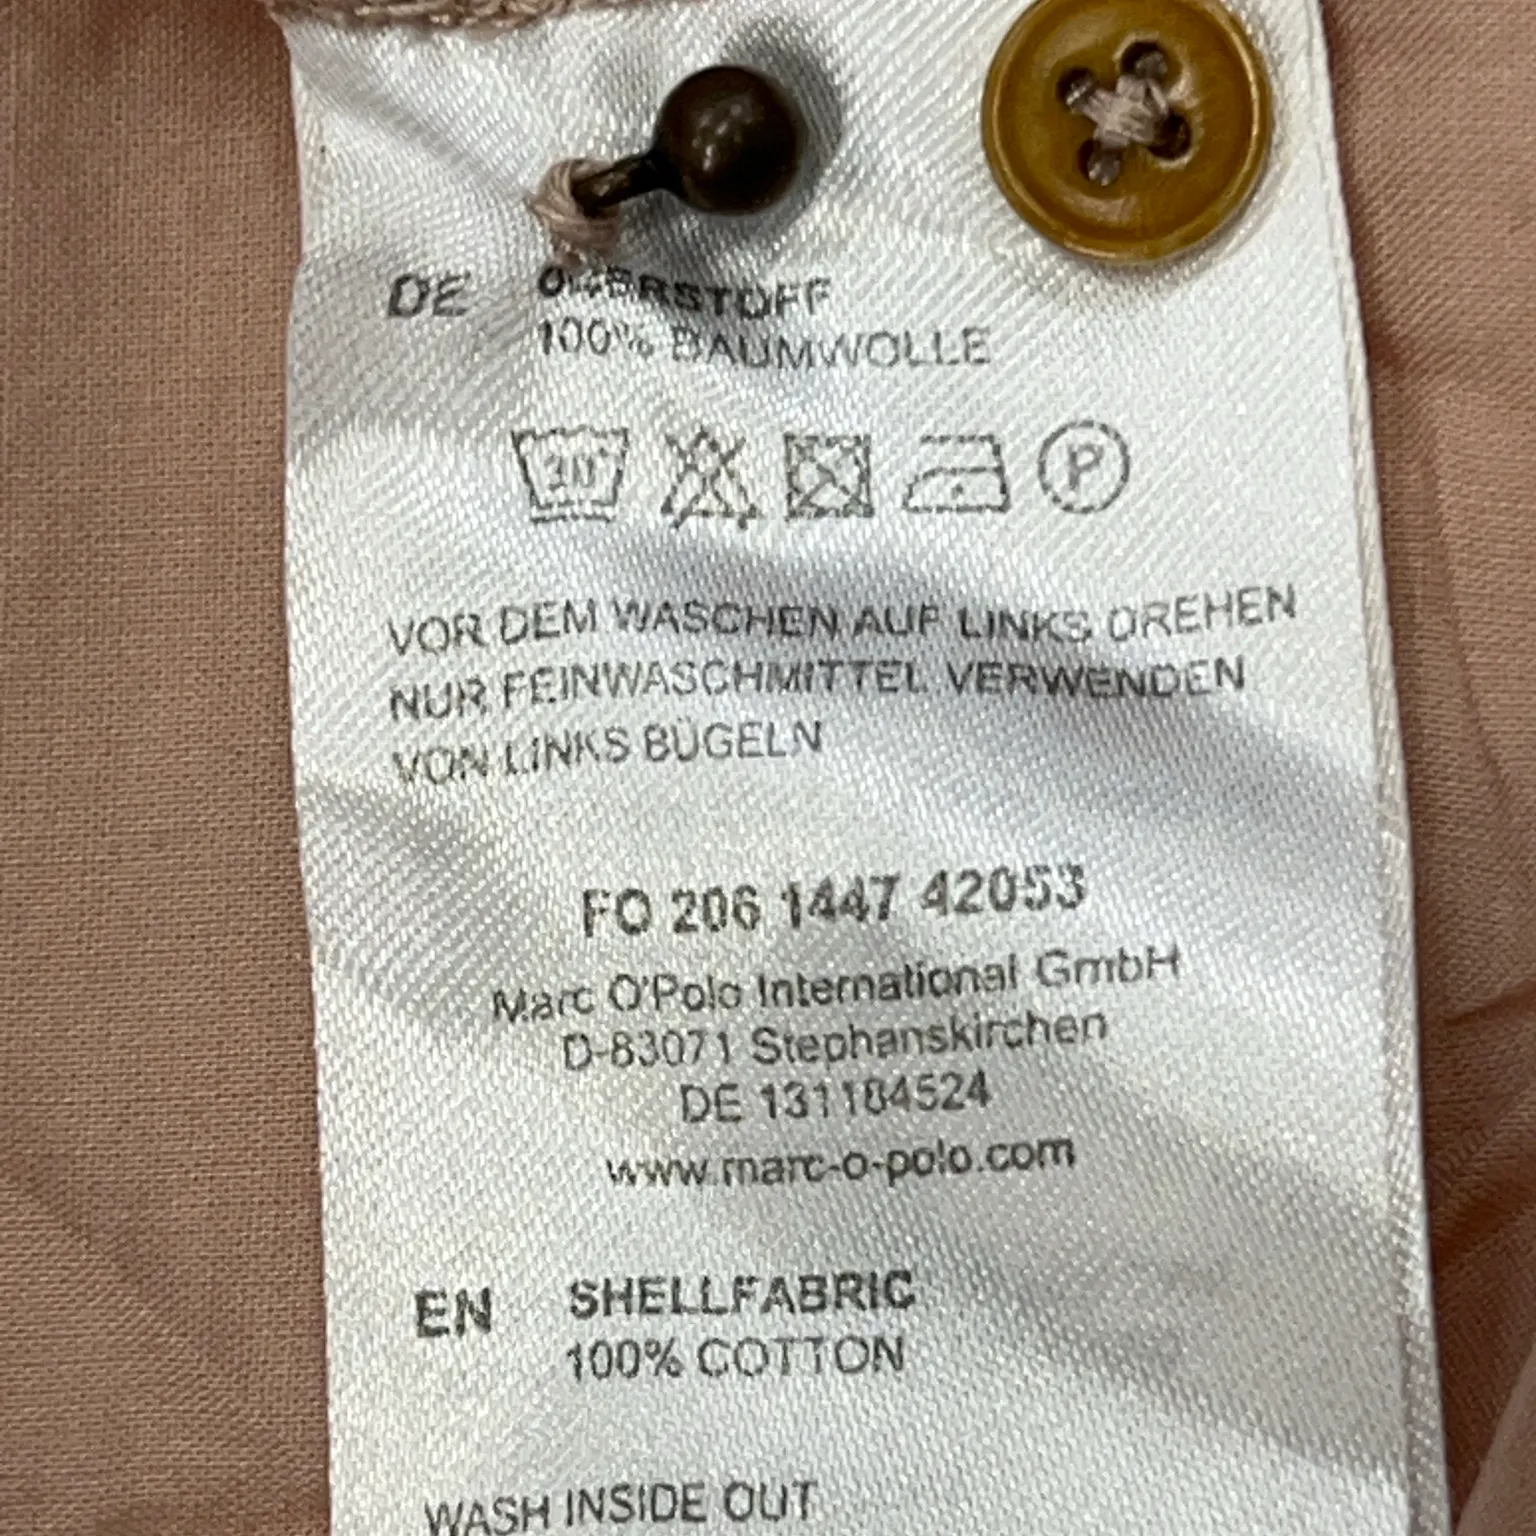 DE OBERSTOFF
100% BAUMWOLLE
30°
P
VOR DEM WASCHEN AUF LINKS DREHEN
NUR FEINWASCHMITTEL VERWENDEN
VON LINKS BÜGELN
FO 206 1447 42053
Marc O'Polo International GmbH
D-83071 Stephanskirchen
DE 131184524
www.marc-o-polo.com
EN SHELLFABRIC
100% COTTON
WASH INSIDE OUT